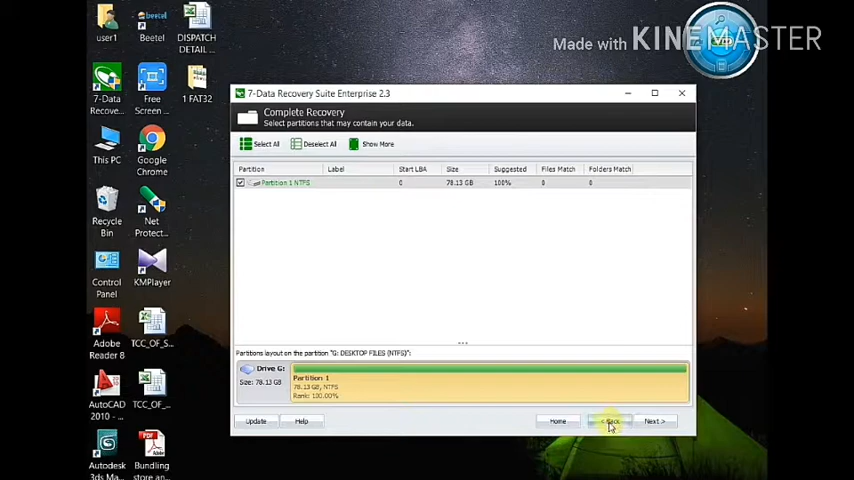 Made with KINEMASTER
user1
Beetel
DISPATCH
DETAIL ...
7-Data
Recove...
Free
Screen ...
1 FAT32
This PC
Google
Chrome
Recycle
Bin
Net
Protect...
Control
Panel
KMPlayer
Adobe
Reader 8
TCC_OF_S...
AutoCAD
2010 - ...
TCC_OF_...
Autodesk
3ds Ma...
Bundling
store an...
7-Data Recovery Suite Enterprise 2.3
Complete Recovery
Select partitions that may contain your data.
Select All Deselect All Show More
Partition Label Start LBA Size Suggested Files Match Folders Match
Partition 1 NTFS 0 78.13 GB 100% 0 0
Partitions layout on the partition "G: DESKTOP FILES (NTFS)":
Drive G:
Size: 78.13 GB
Partition 1
78.13 GB, NTFS
Rank: 100.00%
Update Help Home < Back Next >